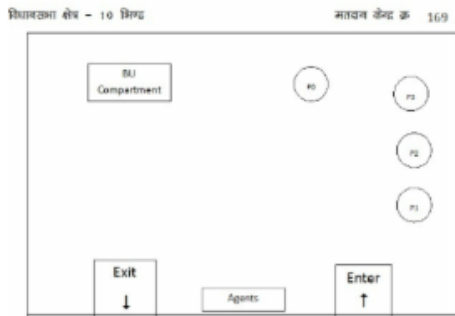 विधानसभा क्षेत्र - 10 भिण्ड
मतदान केन्द्र क्र 169
BU
Compartment
P0
P3
P2
P1
Exit
↓
Agents
Enter
↑